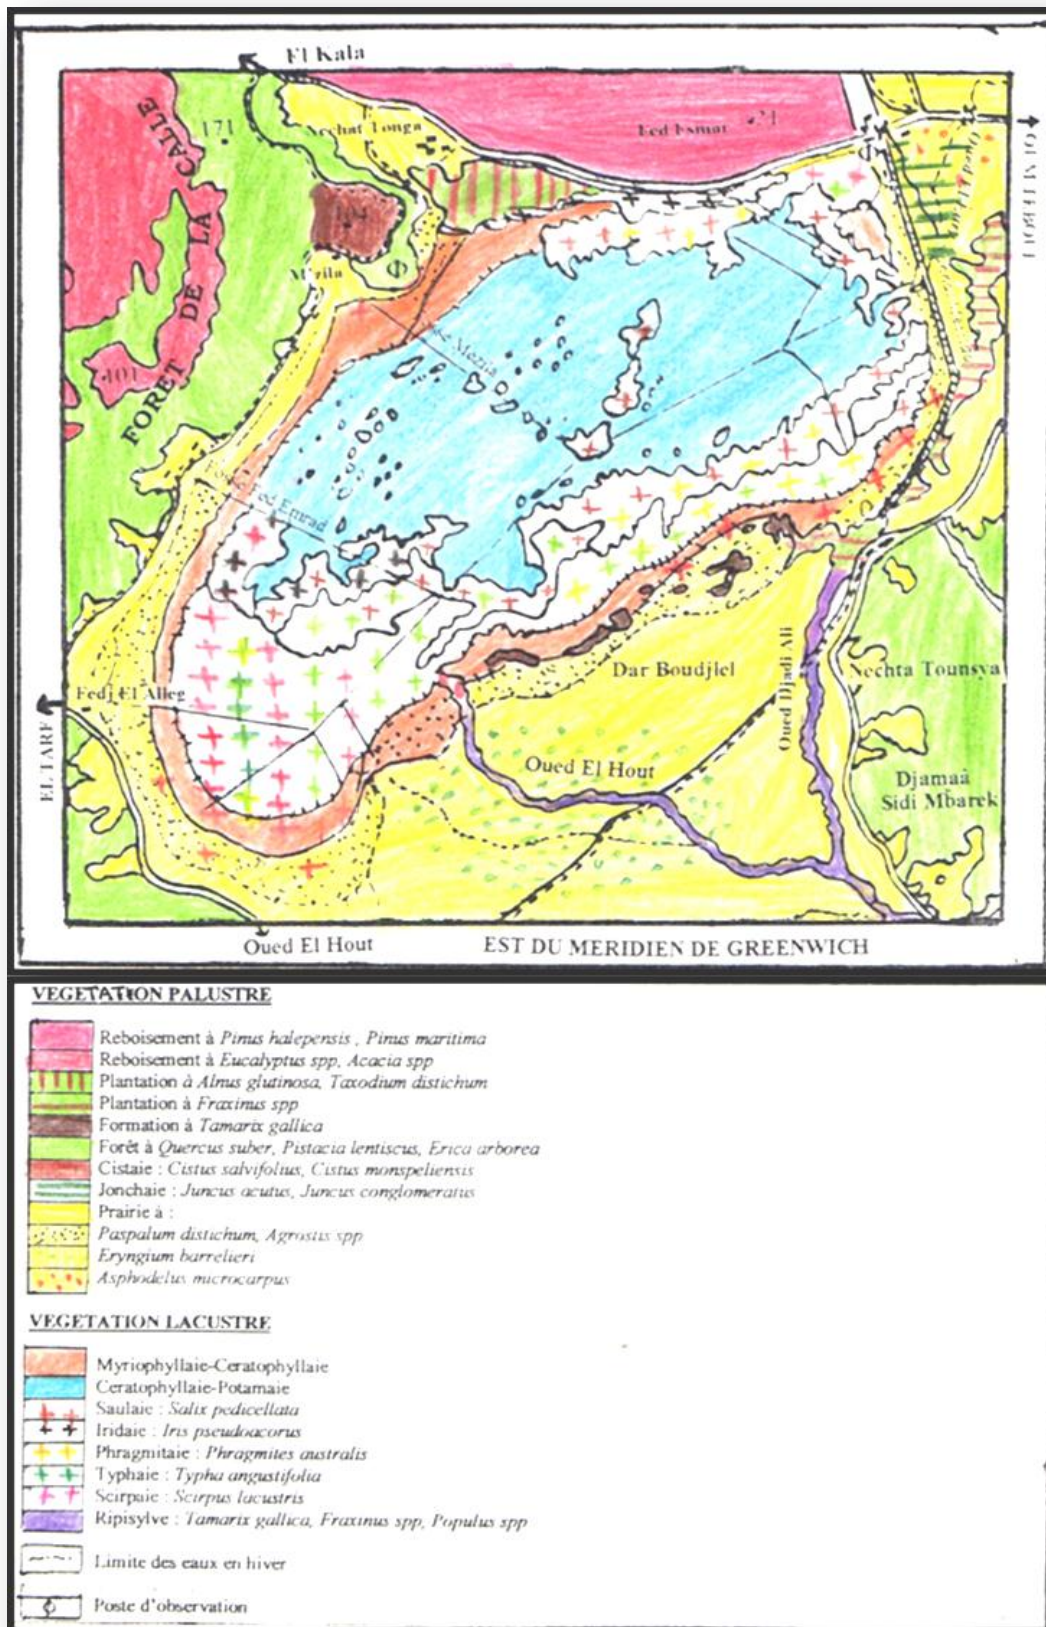 El Kala
171
Nechat Tonga
Fed Esmar
21
CALLE
LA
DE
FORET
104
M'zila
101
Fedj El Alleg
EL TARF
Dar Boudjlel
Oued Djadi Ali
Nechta Tounsya
Oued El Hout
Djamaâ
Sidi Mbarek
Oued El Hout
EST DU MERIDIEN DE GREENWICH
VEGETATION PALUSTRE
Reboisement à Pinus halepensis , Pinus maritima
Reboisement à Eucalyptus spp, Acacia spp
Plantation à Alnus glutinosa, Taxodium distichum
Plantation à Fraxinus spp
Formation à Tamarix gallica
Forêt à Quercus suber, Pistacia lentiscus, Erica arborea
Cistaie : Cistus salvifolius, Cistus monspeliensis
Jonchaie : Juncus acutus, Juncus conglomeratus
Prairie à :
Paspalum distichum, Agrostis spp
Eryngium barrelieri
Asphodelus microcarpus
VEGETATION LACUSTRE
Myriophyllaie-Ceratophyllaie
Ceratophyllaie-Potamaie
Saulaie : Salix pedicellata
Iridaie : Iris pseudoacorus
Phragmitaie : Phragmites australis
Typhaie : Typha angustifolia
Scirpaie : Scirpus lacustris
Ripisylve : Tamarix gallica, Fraxinus spp, Populus spp
Limite des eaux en hiver
Poste d'observation